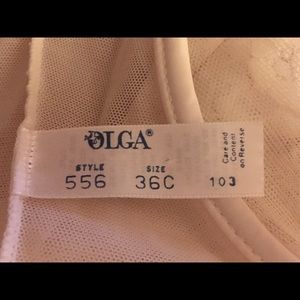 OLGA®
STYLE SIZE
556 36C 103
Care and
Content
on Reverse